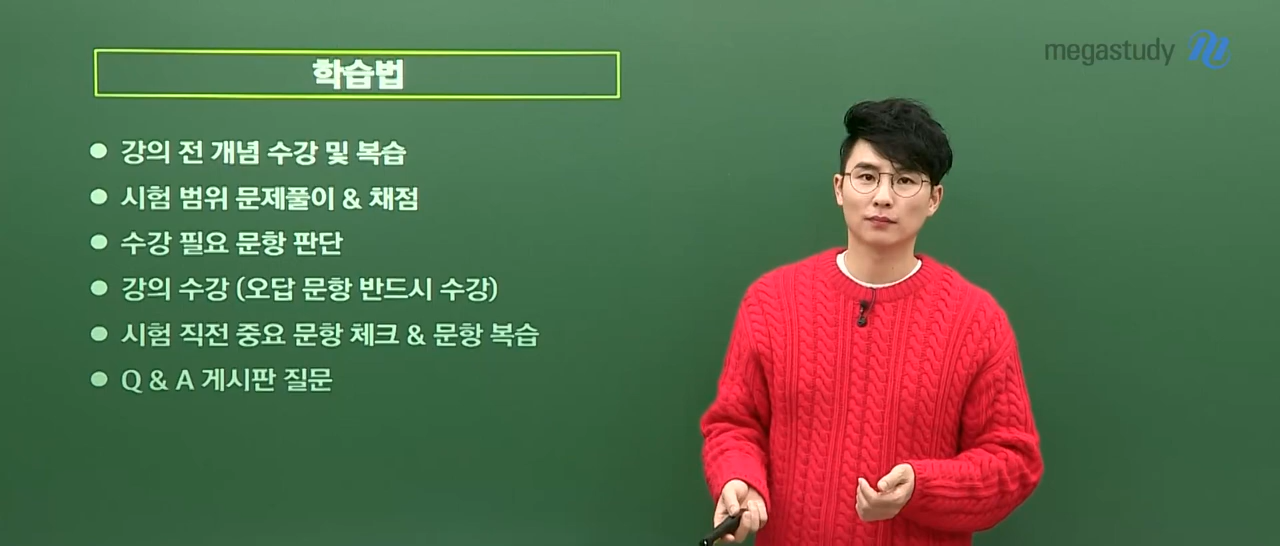 학습법
megastudy
● 강의 전 개념 수강 및 복습
● 시험 범위 문제풀이 & 채점
● 수강 필요 문항 판단
● 강의 수강 (오답 문항 반드시 수강)
● 시험 직전 중요 문항 체크 & 문항 복습
● Q & A 게시판 질문